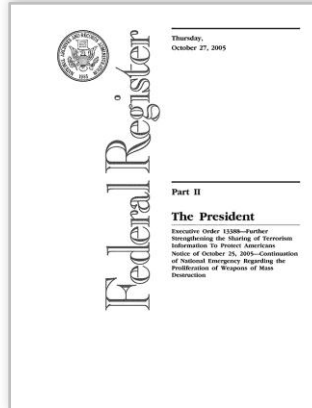 Federal Register
Thursday,
October 27, 2005
Part II
The President
Executive Order 13388—Further
Strengthening the Sharing of Terrorism
Information To Protect Americans
Notice of October 25, 2005—Continuation
of National Emergency Regarding the
Proliferation of Weapons of Mass
Destruction